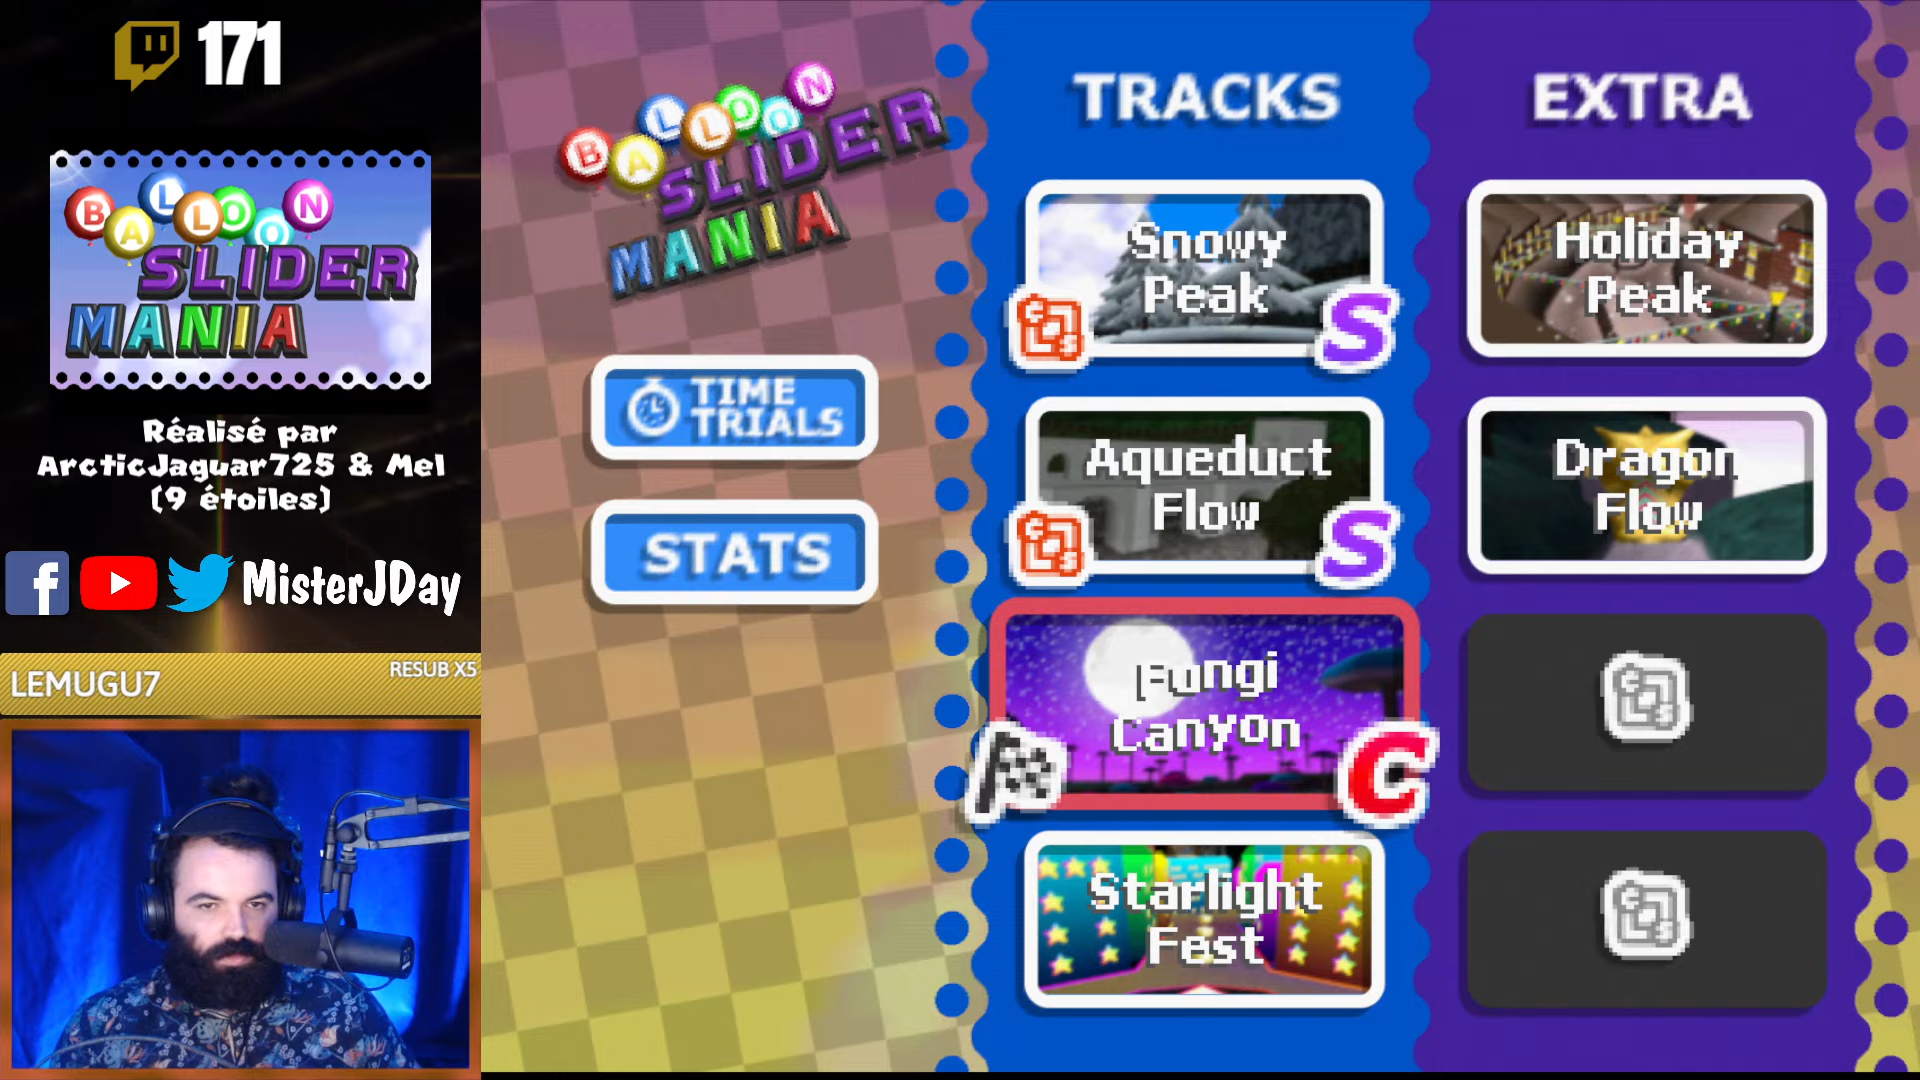 171
BALLOON
SLIDER
MANIA
Réalisé par
ArcticJaguar725 & Mel
(9 étoiles)
f
MisterJDay
LEMUGU7
RESUB X5
BALLOON
SLIDER
MANIA
TIME
TRIALS
STATS
TRACKS
Snowy
Peak
S
Aqueduct
Flow
S
Fungi
Canyon
C
Starlight
Fest
EXTRA
Holiday
Peak
Dragon
Flow